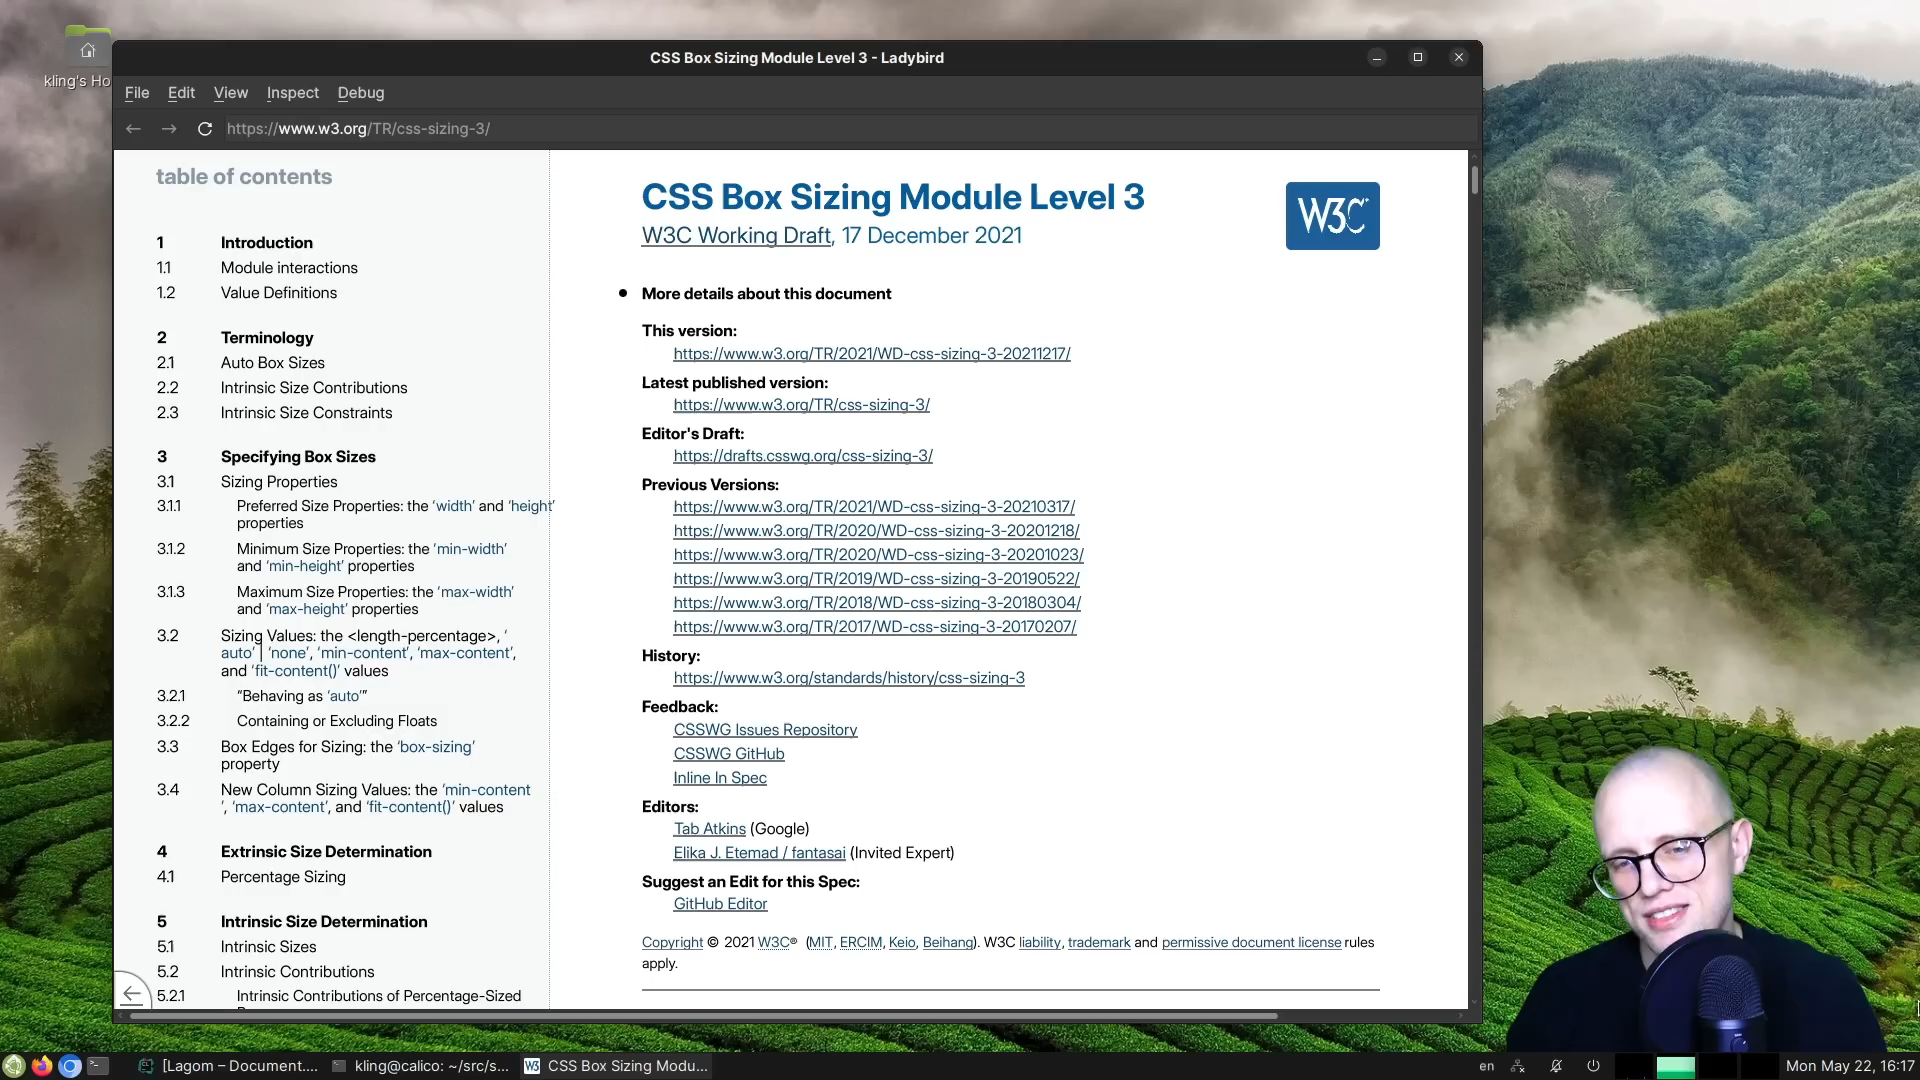 kling's Ho
CSS Box Sizing Module Level 3 - Ladybird
File Edit View Inspect Debug
https://www.w3.org/TR/css-sizing-3/
table of contents
1 Introduction
1.1 Module interactions
1.2 Value Definitions
2 Terminology
2.1 Auto Box Sizes
2.2 Intrinsic Size Contributions
2.3 Intrinsic Size Constraints
3 Specifying Box Sizes
3.1 Sizing Properties
3.1.1 Preferred Size Properties: the ‘width’ and ‘height’
properties
3.1.2 Minimum Size Properties: the ‘min-width’
and ‘min-height’ properties
3.1.3 Maximum Size Properties: the ‘max-width’
and ‘max-height’ properties
3.2 Sizing Values: the <length-percentage>, ‘
auto’ | ‘none’, ‘min-content’, ‘max-content’,
and ‘fit-content()’ values
3.2.1 “Behaving as ‘auto’”
3.2.2 Containing or Excluding Floats
3.3 Box Edges for Sizing: the ‘box-sizing’
property
3.4 New Column Sizing Values: the ‘min-content
’, ‘max-content’, and ‘fit-content()’ values
4 Extrinsic Size Determination
4.1 Percentage Sizing
5 Intrinsic Size Determination
5.1 Intrinsic Sizes
5.2 Intrinsic Contributions
5.2.1 Intrinsic Contributions of Percentage-Sized
CSS Box Sizing Module Level 3
W3C
W3C Working Draft, 17 December 2021
More details about this document
This version:
https://www.w3.org/TR/2021/WD-css-sizing-3-20211217/
Latest published version:
https://www.w3.org/TR/css-sizing-3/
Editor's Draft:
https://drafts.csswg.org/css-sizing-3/
Previous Versions:
https://www.w3.org/TR/2021/WD-css-sizing-3-20210317/
https://www.w3.org/TR/2020/WD-css-sizing-3-20201218/
https://www.w3.org/TR/2020/WD-css-sizing-3-20201023/
https://www.w3.org/TR/2019/WD-css-sizing-3-20190522/
https://www.w3.org/TR/2018/WD-css-sizing-3-20180304/
https://www.w3.org/TR/2017/WD-css-sizing-3-20170207/
History:
https://www.w3.org/standards/history/css-sizing-3
Feedback:
CSSWG Issues Repository
CSSWG GitHub
Inline In Spec
Editors:
Tab Atkins (Google)
Elika J. Etemad / fantasai (Invited Expert)
Suggest an Edit for this Spec:
GitHub Editor
Copyright © 2021 W3C® (MIT, ERCIM, Keio, Beihang). W3C liability, trademark and permissive document license rules
apply.
[Lagom – Document.... kling@calico: ~/src/s... W3 CSS Box Sizing Modu... en Mon May 22, 16:17